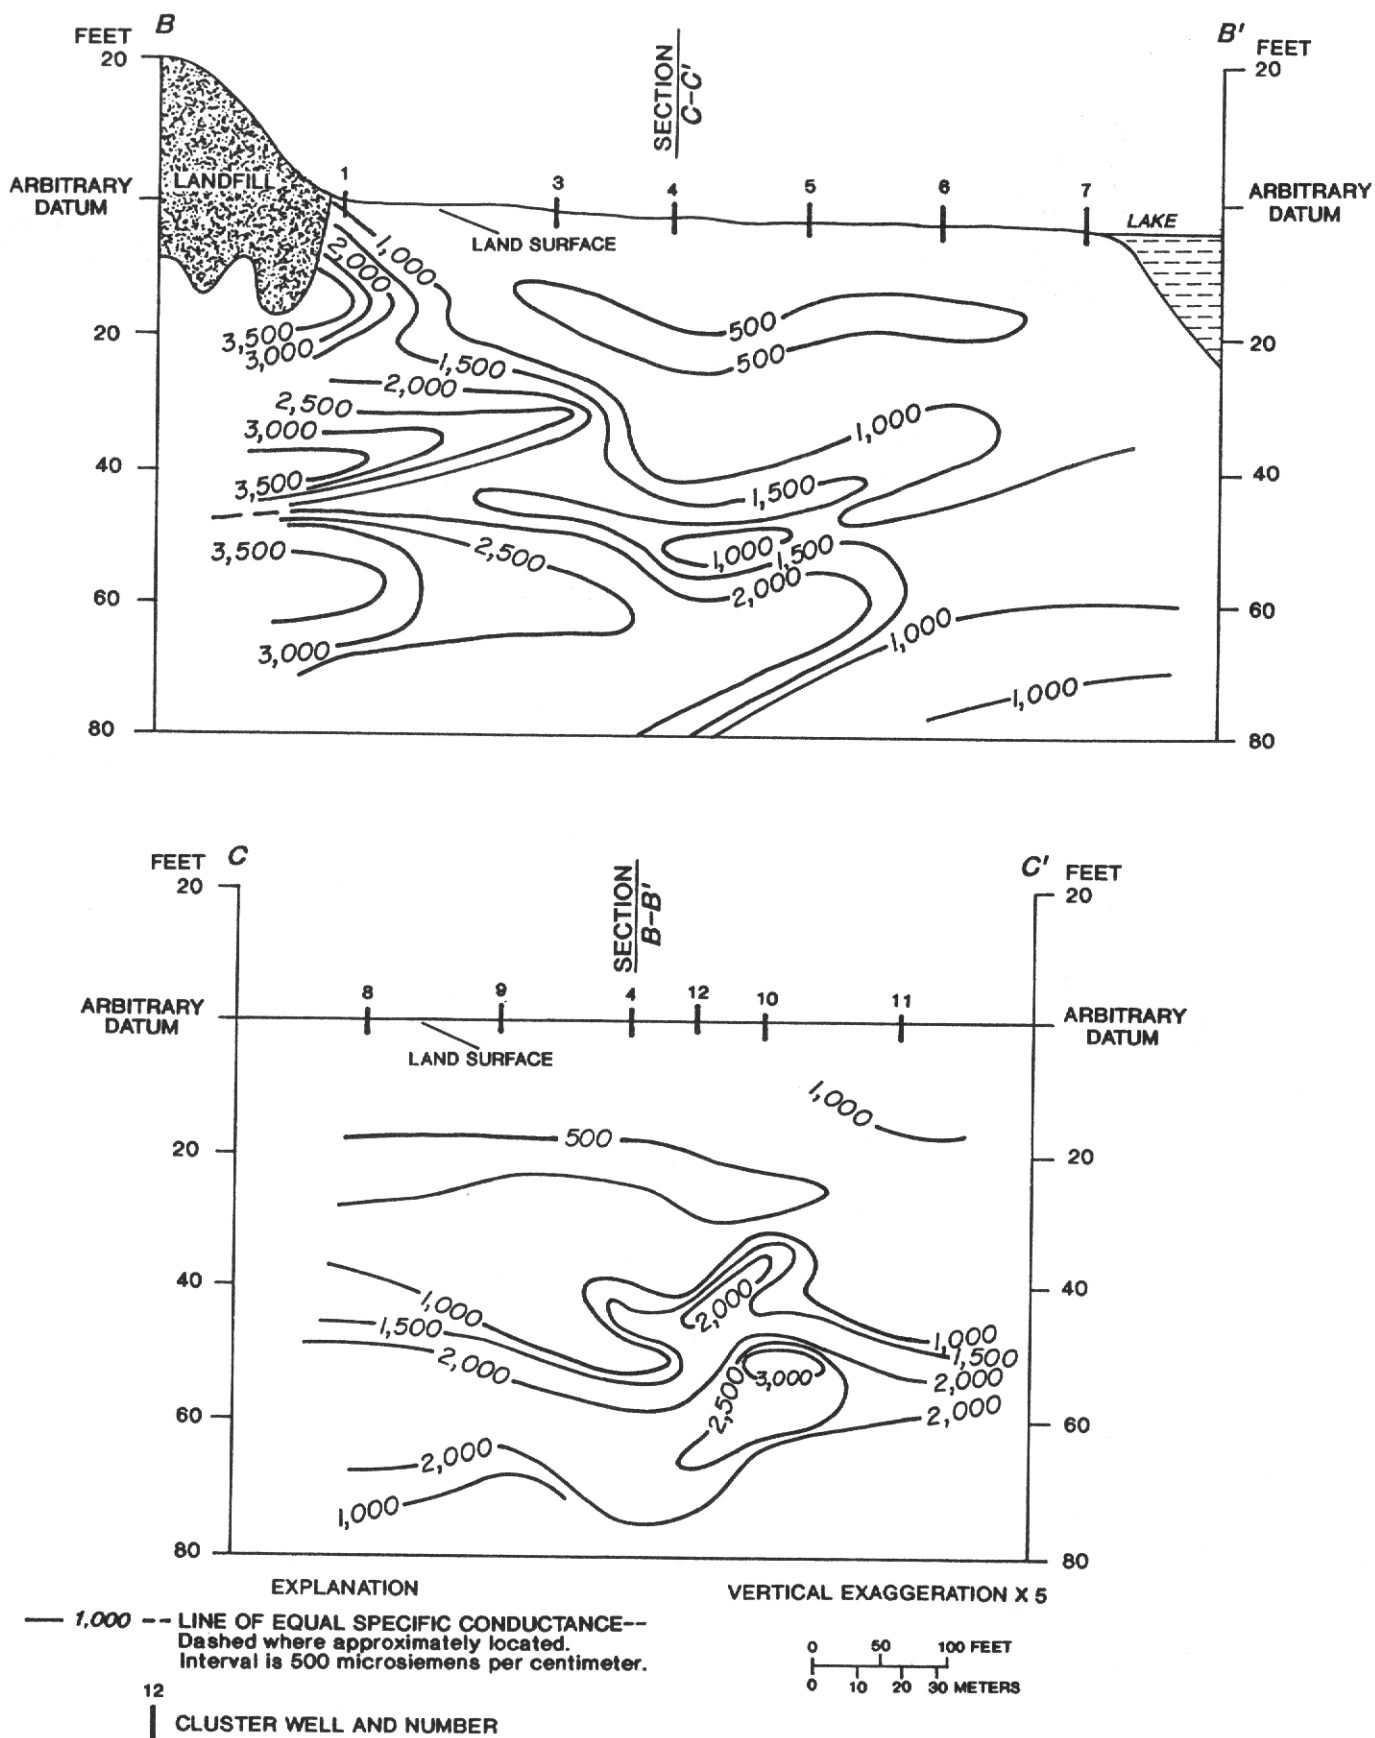 B
B'
FEET
FEET
20
20
SECTION
C-C'
LANDFILL
1
3
4
5
6
7
ARBITRARY
DATUM
ARBITRARY
DATUM
LAKE
LAND SURFACE
1,000
2,000
3,500
3,000
20
20
500
500
1,500
2,000
2,500
3,000
1,000
40
40
3,500
1,500
3,500
2,500
1,000
1,500
2,000
60
60
1,000
3,000
1,000
80
80
C
C'
FEET
FEET
20
20
SECTION
B-B'
8
9
4
12
10
11
ARBITRARY
DATUM
ARBITRARY
DATUM
LAND SURFACE
1,000
500
20
20
40
40
1,000
2,000
1,500
1,000
1,500
2,000
2,000
3,000
2,500
2,000
60
60
2,000
1,000
80
80
EXPLANATION
VERTICAL EXAGGERATION X 5
1,000 LINE OF EQUAL SPECIFIC CONDUCTANCE--
Dashed where approximately located.
Interval is 500 microsiemens per centimeter.
0 50 100 FEET
0 10 20 30 METERS
12
CLUSTER WELL AND NUMBER